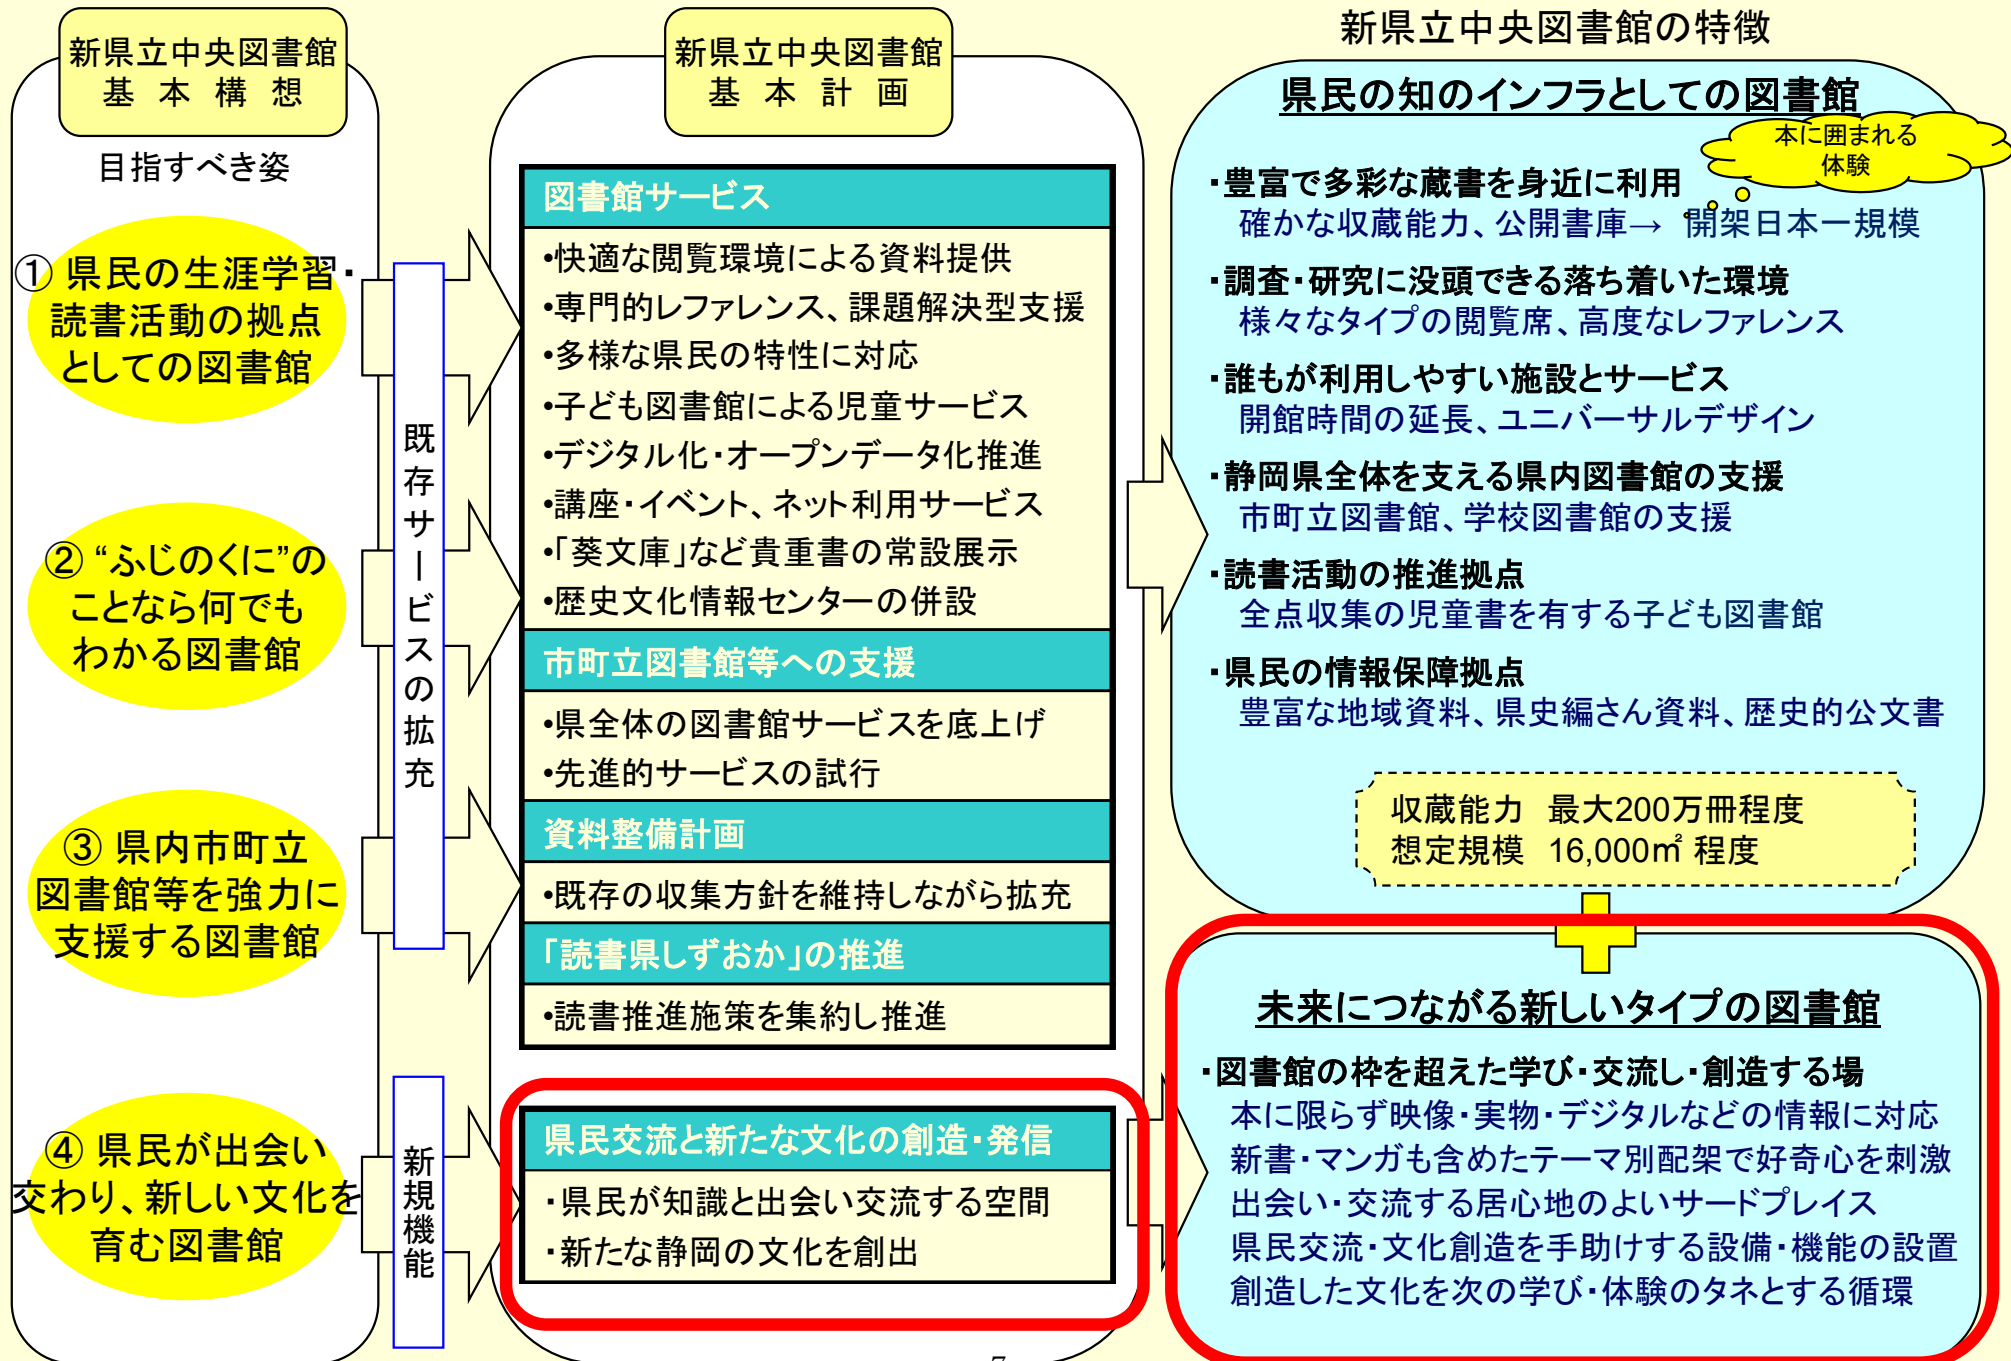 新県立中央図書館
基本構想
目指すべき姿
① 県民の生涯学習・
読書活動の拠点
としての図書館
② “ふじのくに”の
ことなら何でも
わかる図書館
③ 県内市町立
図書館等を強力に
支援する図書館
④ 県民が出会い
交わり、新しい文化を
育む図書館
既存サービスの拡充
新規機能
新県立中央図書館
基本計画
図書館サービス
•快適な閲覧環境による資料提供
•専門的レファレンス、課題解決型支援
•多様な県民の特性に対応
•子ども図書館による児童サービス
•デジタル化・オープンデータ化推進
•講座・イベント、ネット利用サービス
•「葵文庫」など貴重書の常設展示
•歴史文化情報センターの併設
市町立図書館等への支援
•県全体の図書館サービスを底上げ
•先進的サービスの試行
資料整備計画
•既存の収集方針を維持しながら拡充
「読書県しずおか」の推進
•読書推進施策を集約し推進
県民交流と新たな文化の創造・発信
・県民が知識と出会い交流する空間
・新たな静岡の文化を創出
新県立中央図書館の特徴
県民の知のインフラとしての図書館
本に囲まれる
体験
・豊富で多彩な蔵書を身近に利用
確かな収蔵能力、公開書庫→ 開架日本一規模
・調査・研究に没頭できる落ち着いた環境
様々なタイプの閲覧席、高度なレファレンス
・誰もが利用しやすい施設とサービス
開館時間の延長、ユニバーサルデザイン
・静岡県全体を支える県内図書館の支援
市町立図書館、学校図書館の支援
・読書活動の推進拠点
全点収集の児童書を有する子ども図書館
・県民の情報保障拠点
豊富な地域資料、県史編さん資料、歴史的公文書
収蔵能力 最大200万冊程度
想定規模 16,000㎡ 程度
未来につながる新しいタイプの図書館
・図書館の枠を超えた学び・交流し・創造する場
本に限らず映像・実物・デジタルなどの情報に対応
新書・マンガも含めたテーマ別配架で好奇心を刺激
出会い・交流する居心地のよいサードプレイス
県民交流・文化創造を手助けする設備・機能の設置
創造した文化を次の学び・体験のタネとする循環